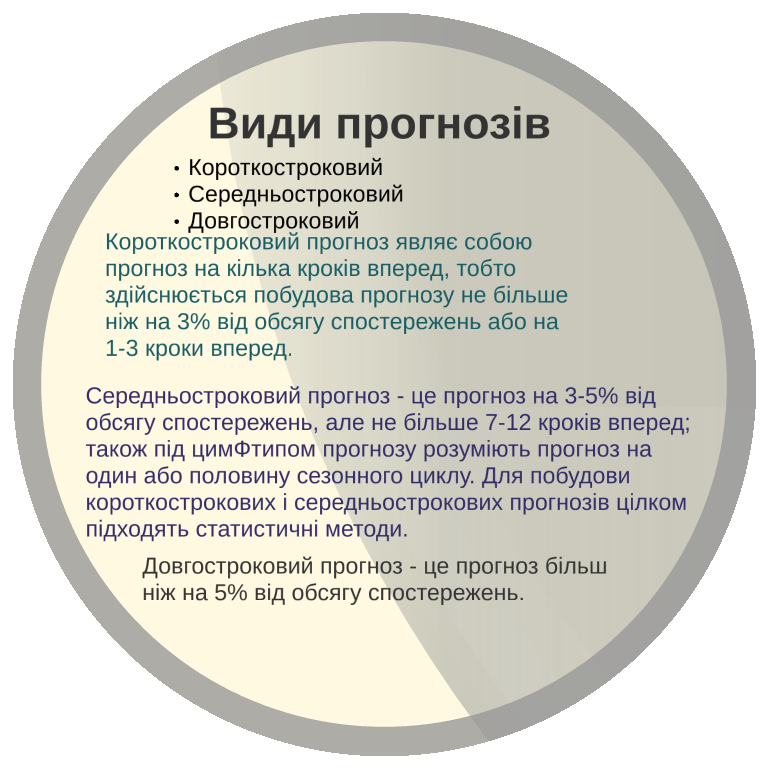 Види прогнозів
• Короткостроковий
• Середньостроковий
• Довгостроковий
Короткостроковий прогноз являє собою
прогноз на кілька кроків вперед, тобто
здійснюється побудова прогнозу не більше
ніж на 3% від обсягу спостережень або на
1-3 кроки вперед.
Середньостроковий прогноз - це прогноз на 3-5% від
обсягу спостережень, але не більше 7-12 кроків вперед;
також під цимФтипом прогнозу розуміють прогноз на
один або половину сезонного циклу. Для побудови
короткострокових і середньострокових прогнозів цілком
підходять статистичні методи.
Довгостроковий прогноз - це прогноз більш
ніж на 5% від обсягу спостережень.